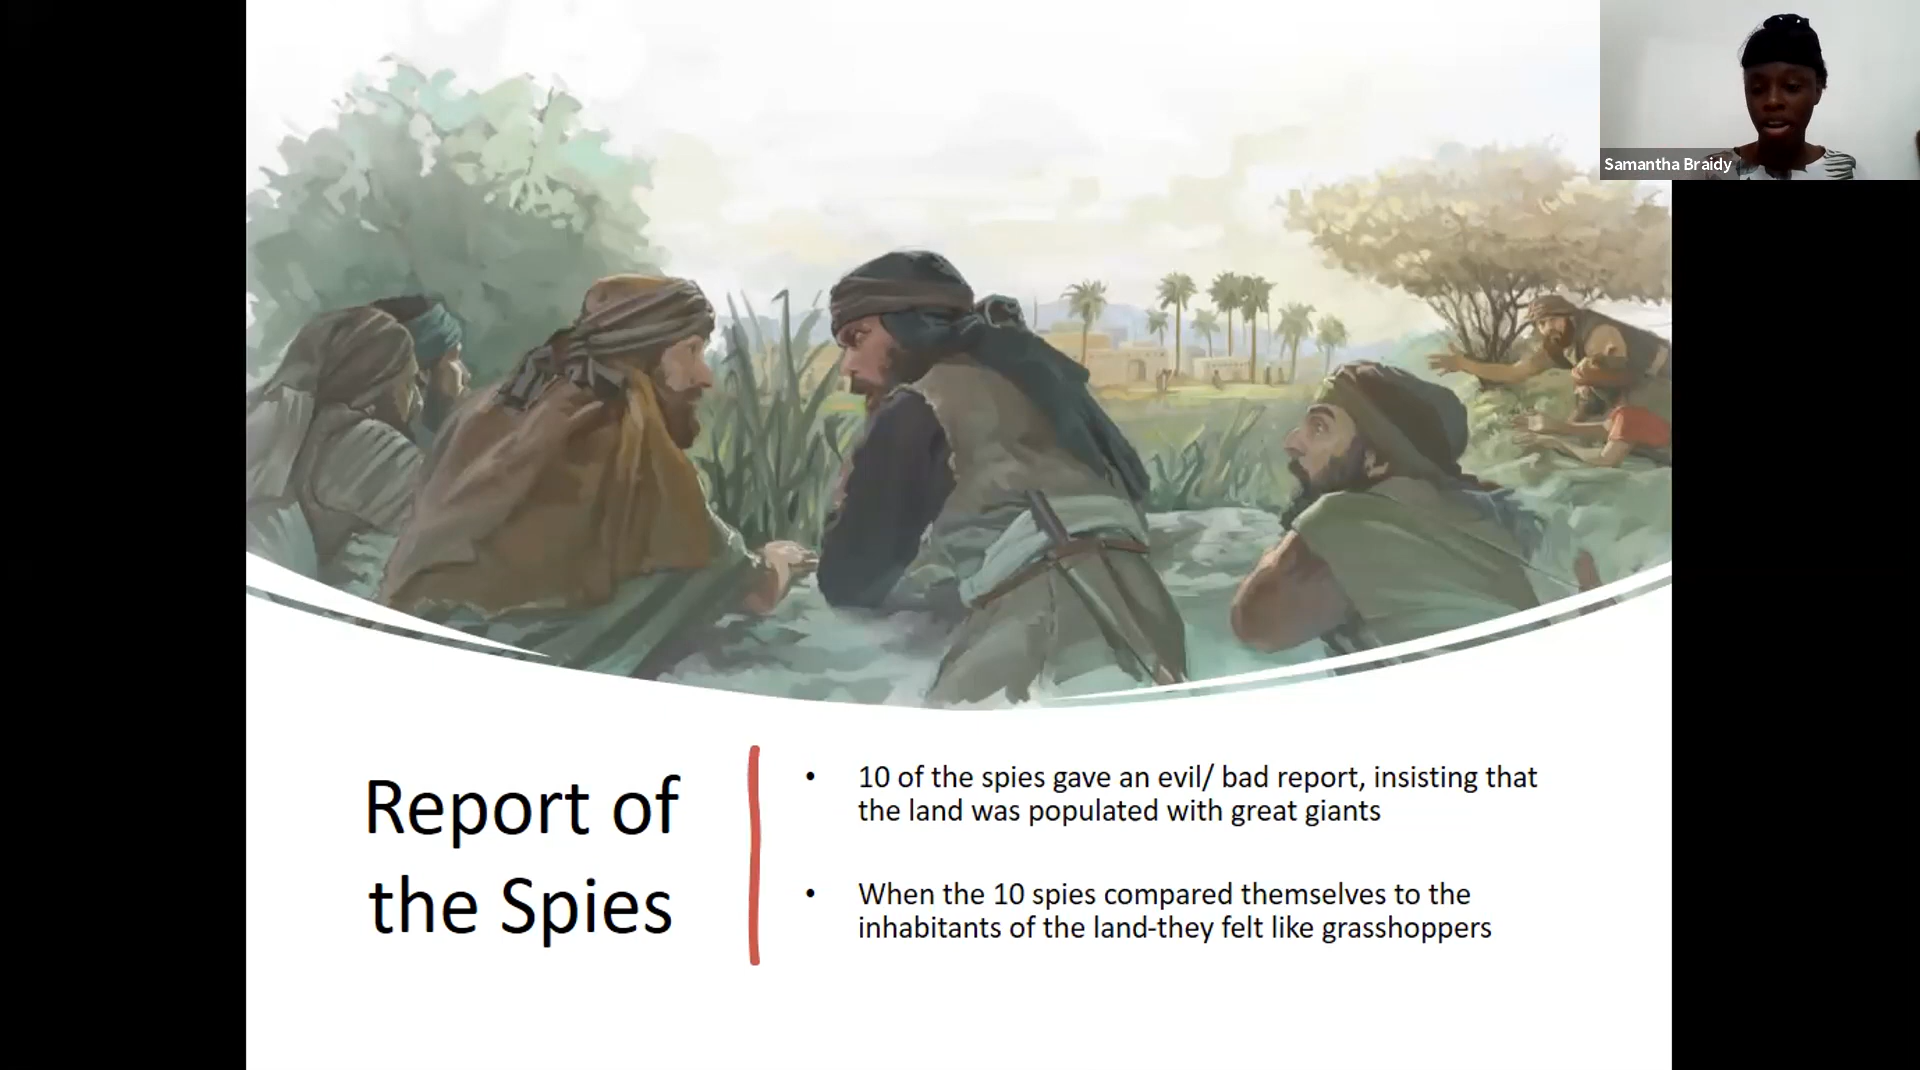 Samantha Braidy
Report of
the Spies
• 10 of the spies gave an evil/ bad report, insisting that
the land was populated with great giants
• When the 10 spies compared themselves to the
inhabitants of the land-they felt like grasshoppers